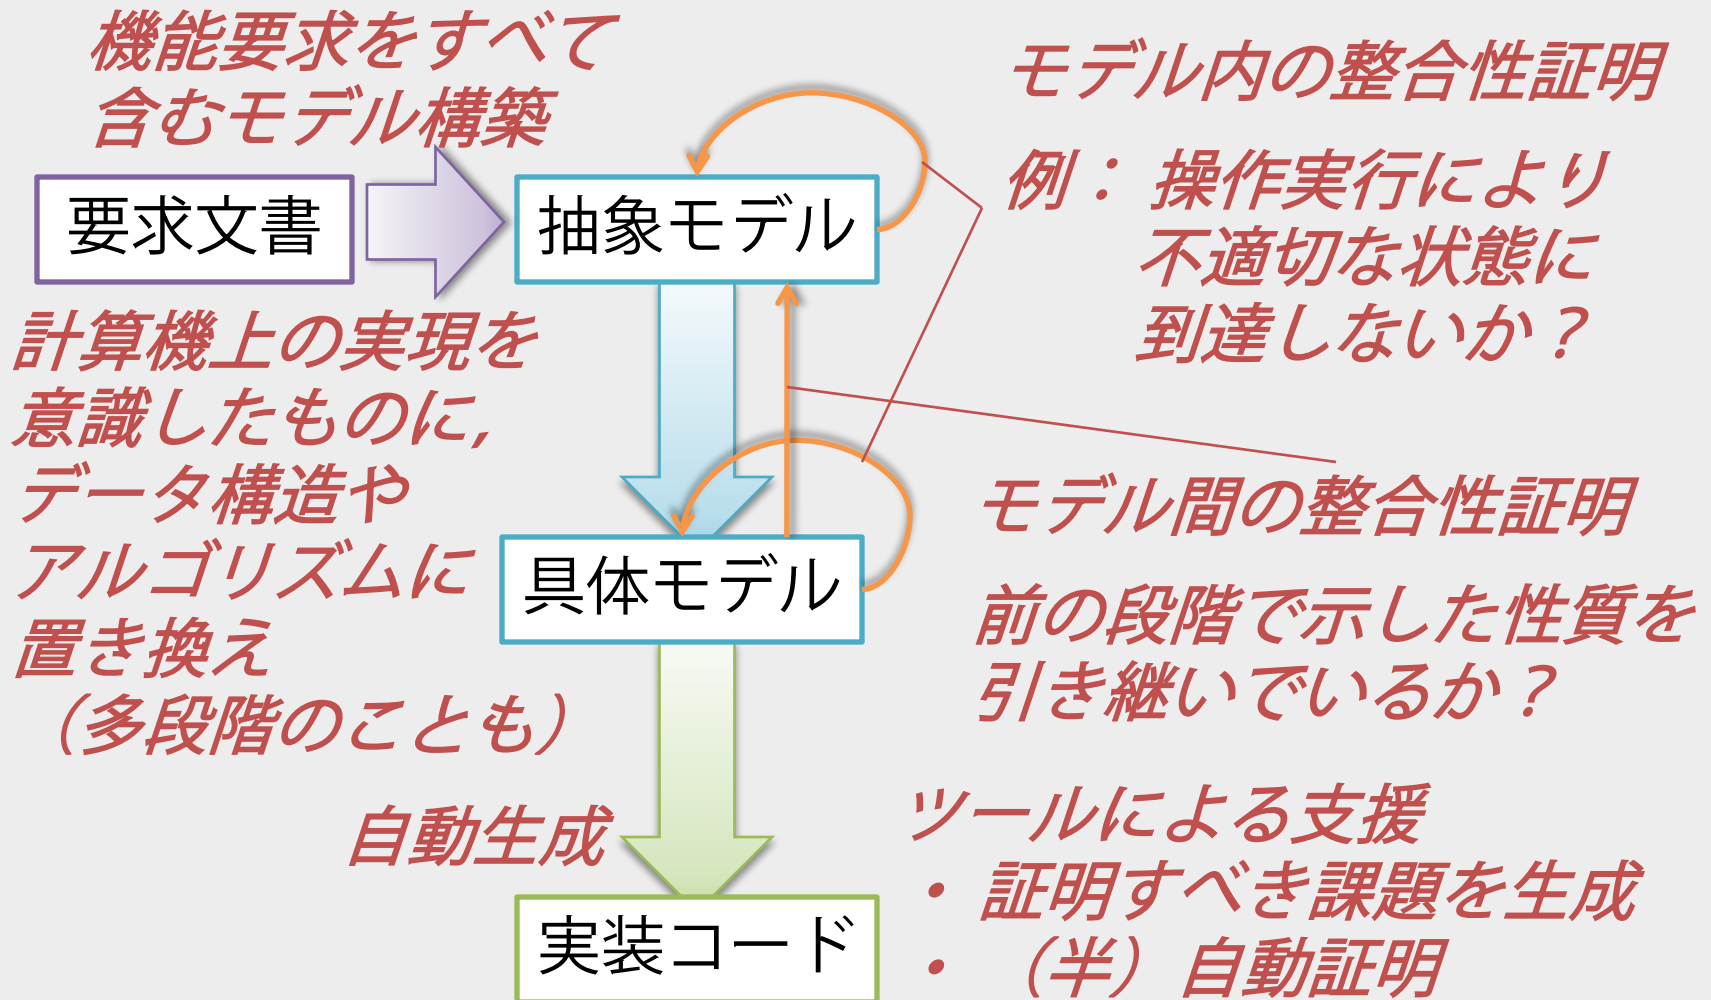 機能要求をすべて
含むモデル構築
要求文書
抽象モデル
モデル内の整合性証明
例： 操作実行により
不適切な状態に
到達しないか？
計算機上の実現を
意識したものに,
データ構造や
アルゴリズムに
置き換え
（多段階のことも）
具体モデル
モデル間の整合性証明
前の段階で示した性質を
引き継いでいるか？
自動生成
実装コード
ツールによる支援
・ 証明すべき課題を生成
・ （半）自動証明